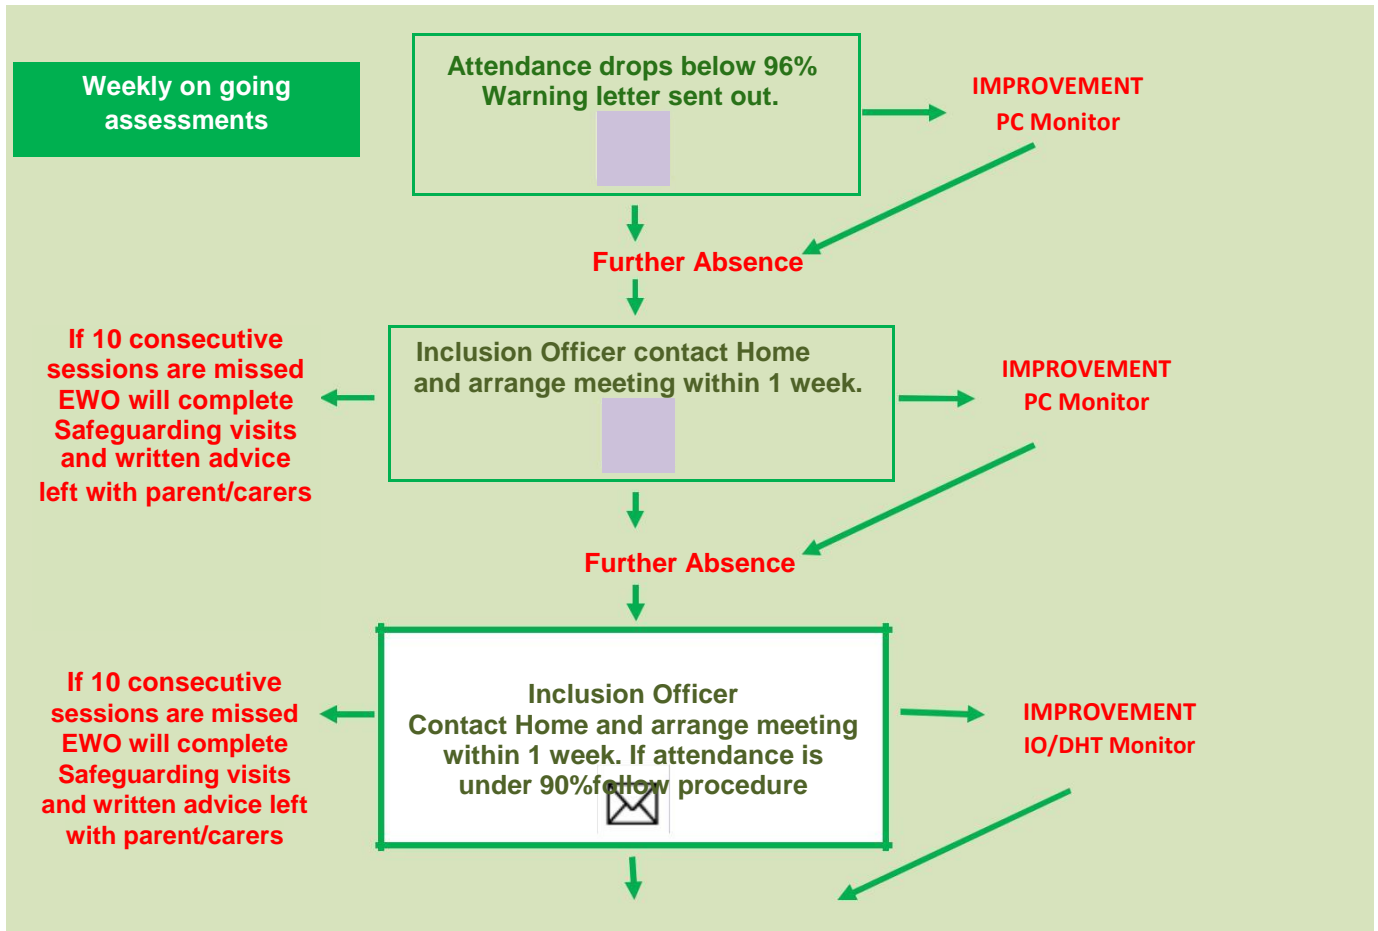 Weekly on going
assessments
Attendance drops below 96%
Warning letter sent out.
IMPROVEMENT
PC Monitor
Further Absence
If 10 consecutive
sessions are missed
EWO will complete
Safeguarding visits
and written advice
left with parent/carers
Inclusion Officer contact Home
and arrange meeting within 1 week.
IMPROVEMENT
PC Monitor
Further Absence
If 10 consecutive
sessions are missed
EWO will complete
Safeguarding visits
and written advice left
with parent/carers
Inclusion Officer
Contact Home and arrange meeting
within 1 week. If attendance is
under 90%follow procedure
IMPROVEMENT
IO/DHT Monitor